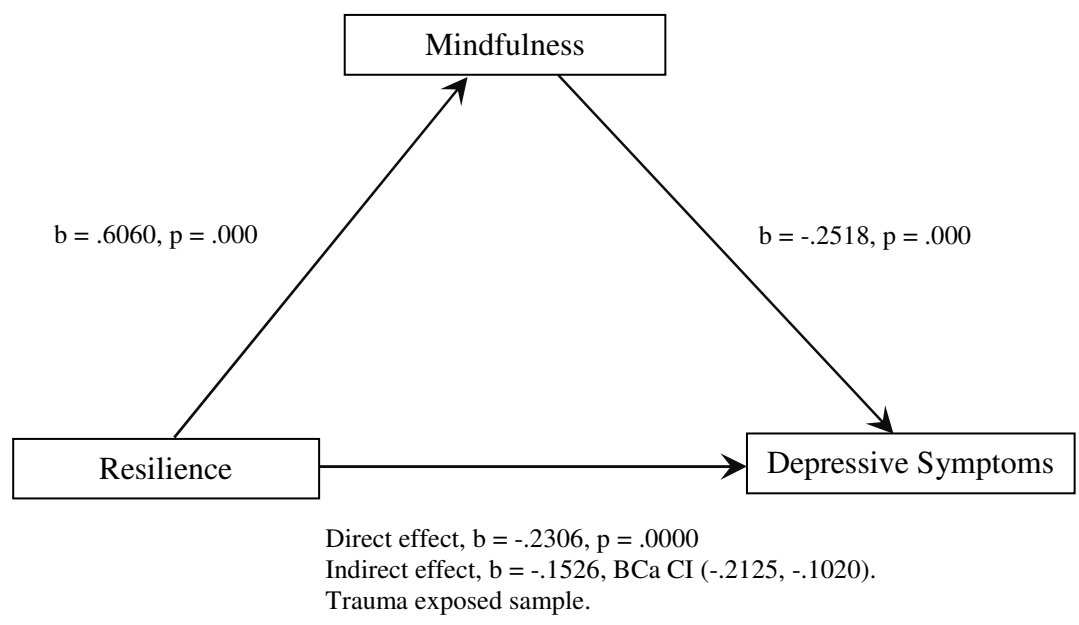 Mindfulness
b = .6060, p = .000
b = -.2518, p = .000
Resilience
Depressive Symptoms
Direct effect, b = -.2306, p = .0000
Indirect effect, b = -.1526, BCa CI (-.2125, -.1020).
Trauma exposed sample.